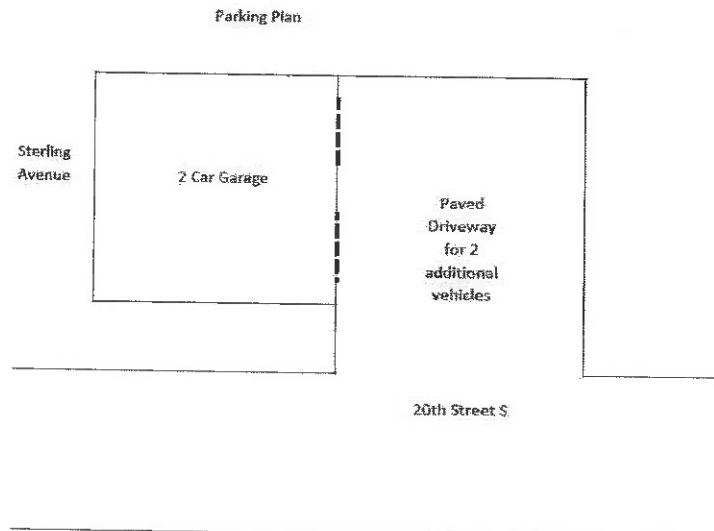 Parking Plan
Sterling
Avenue
2 Car Garage
Paved
Driveway
for 2
additional
vehicles
20th Street S